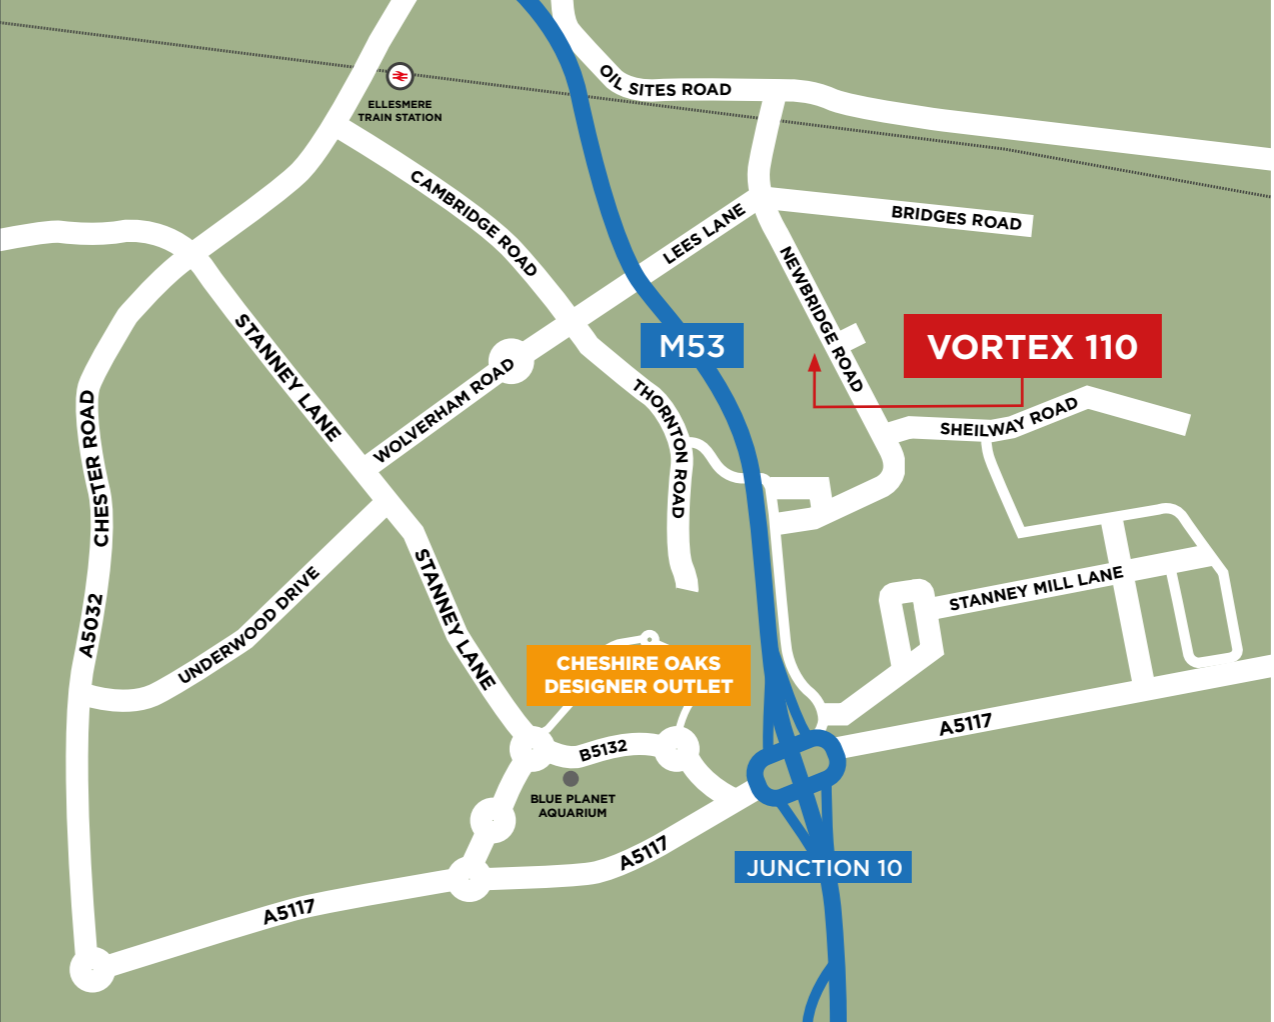 OIL SITES ROAD
ELLESMERE
TRAIN STATION
CAMBRIDGE ROAD
LEES LANE
BRIDGES ROAD
NEWBRIDGE ROAD
STANNEY LANE
M53
VORTEX 110
WOLVERHAM ROAD
THORNTON ROAD
SHEILWAY ROAD
CHESTER ROAD
A5032
UNDERWOOD DRIVE
STANNEY LANE
STANNEY MILL LANE
CHESHIRE OAKS
DESIGNER OUTLET
B5132
A5117
BLUE PLANET
AQUARIUM
A5117
JUNCTION 10
A5117